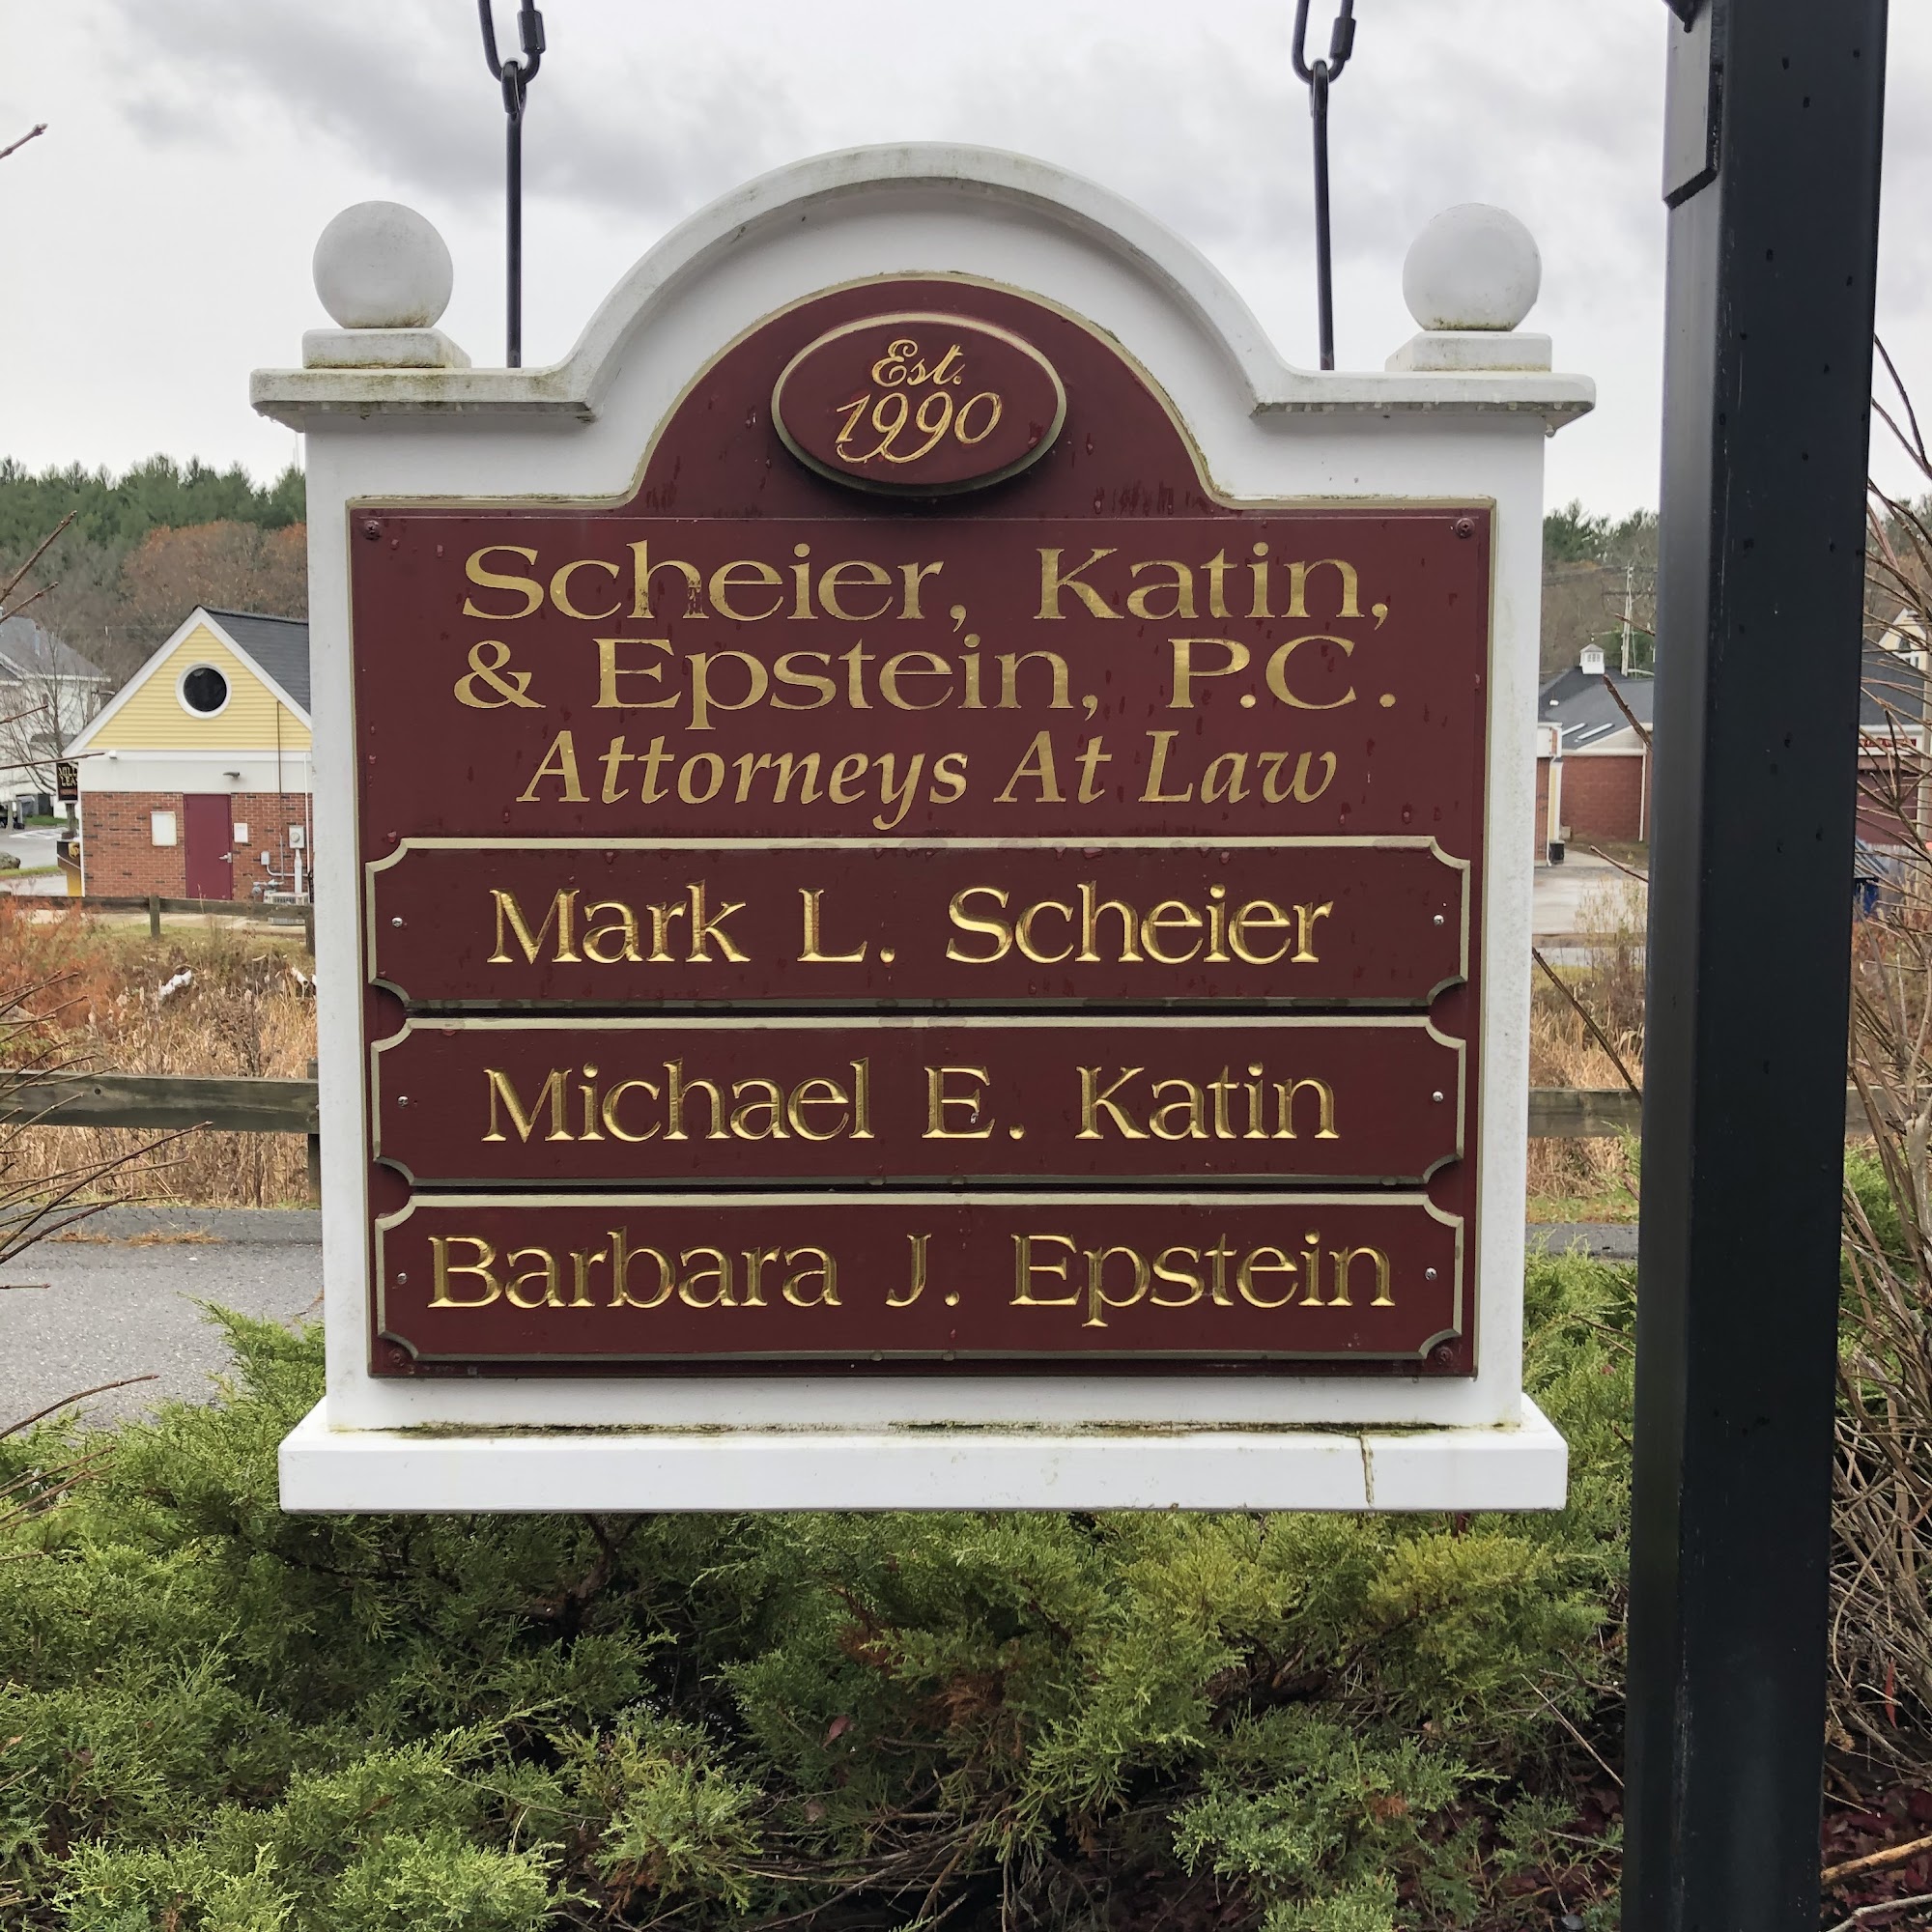 Est.
1990
Scheier, Katin,
& Epstein, P.C.
Attorneys At Law
Mark L. Scheier
Michael E. Katin
Barbara J. Epstein